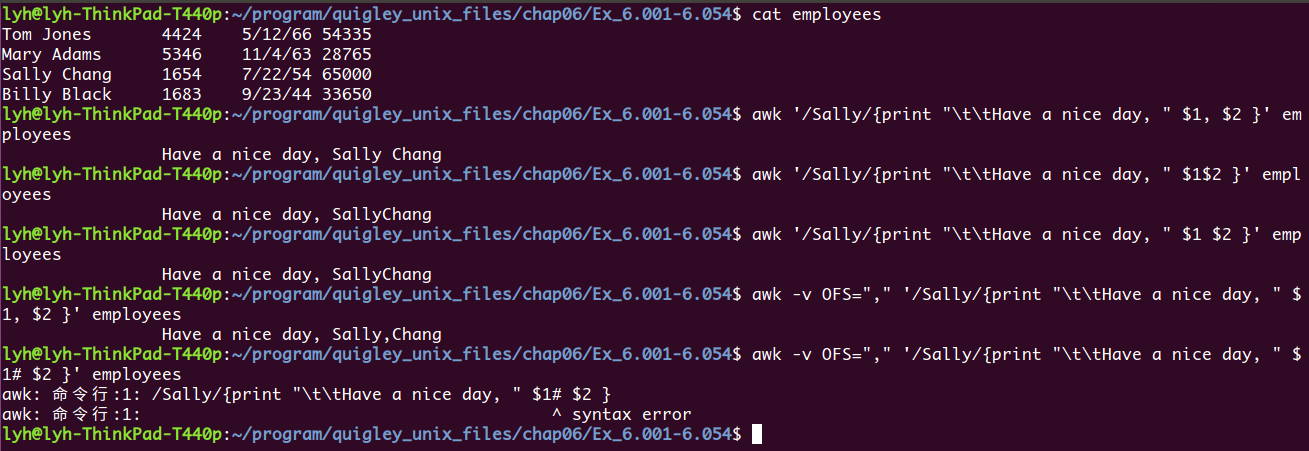 lyh@lyh-ThinkPad-T440p:~/program/quigley_unix_files/chap06/Ex_6.001-6.054$ cat employees
Tom Jones       4424    5/12/66 54335
Mary Adams      5346    11/4/63 28765
Sally Chang     1654    7/22/54 65000
Billy Black     1683    9/23/44 33650
lyh@lyh-ThinkPad-T440p:~/program/quigley_unix_files/chap06/Ex_6.001-6.054$ awk '/Sally/{print "\t\tHave a nice day, " $1, $2 }' em
ployees
                Have a nice day, Sally Chang
lyh@lyh-ThinkPad-T440p:~/program/quigley_unix_files/chap06/Ex_6.001-6.054$ awk '/Sally/{print "\t\tHave a nice day, " $1$2 }' empl
oyees
                Have a nice day, SallyChang
lyh@lyh-ThinkPad-T440p:~/program/quigley_unix_files/chap06/Ex_6.001-6.054$ awk '/Sally/{print "\t\tHave a nice day, " $1 $2 }' emp
loyees
                Have a nice day, SallyChang
lyh@lyh-ThinkPad-T440p:~/program/quigley_unix_files/chap06/Ex_6.001-6.054$ awk -v OFS="," '/Sally/{print "\t\tHave a nice day, " $
1, $2 }' employees
                Have a nice day, Sally,Chang
lyh@lyh-ThinkPad-T440p:~/program/quigley_unix_files/chap06/Ex_6.001-6.054$ awk -v OFS="," '/Sally/{print "\t\tHave a nice day, " $
1# $2 }' employees
awk: 命令行:1: /Sally/{print "\t\tHave a nice day, " $1# $2 }
awk: 命令行:1:                                         ^ syntax error
lyh@lyh-ThinkPad-T440p:~/program/quigley_unix_files/chap06/Ex_6.001-6.054$